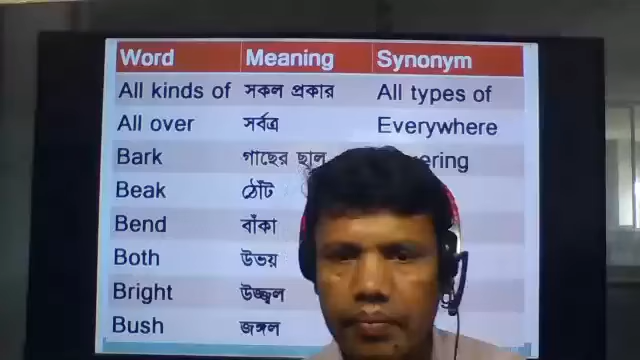 Word Meaning Synonym
All kinds of সকল প্রকার All types of
All over সর্বত্র Everywhere
Bark গাছের ছাল
Beak ঠোঁট
Bend বাঁকা
Both উভয়
Bright উজ্জ্বল
Bush জঙ্গল